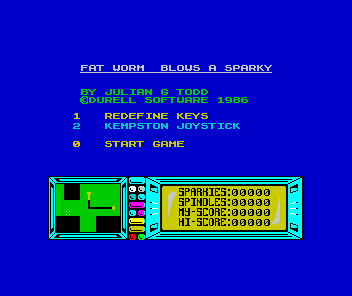 FAT WORM BLOWS A SPARKY
BY JULIAN G TODD
©DURELL SOFTWARE 1986
1 REDEFINE KEYS
2 KEMPSTON JOYSTICK
0 START GAME
SPARKIES:00000
SPINDLES:00000
MY-SCORE:00000
HI-SCORE:00000